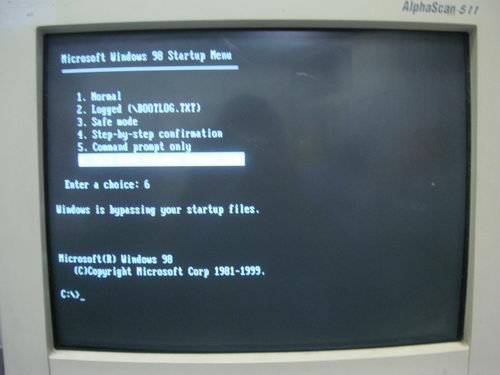 AlphaScan 511
Microsoft Windows 98 Startup Menu
1. Normal
2. Logged (\BOOTLOG.TXT)
3. Safe mode
4. Step-by-step confirmation
5. Command prompt only
Enter a choice: 6
Windows is bypassing your startup files.
Microsoft(R) Windows 98
(C)Copyright Microsoft Corp 1981-1999.
C:\>_